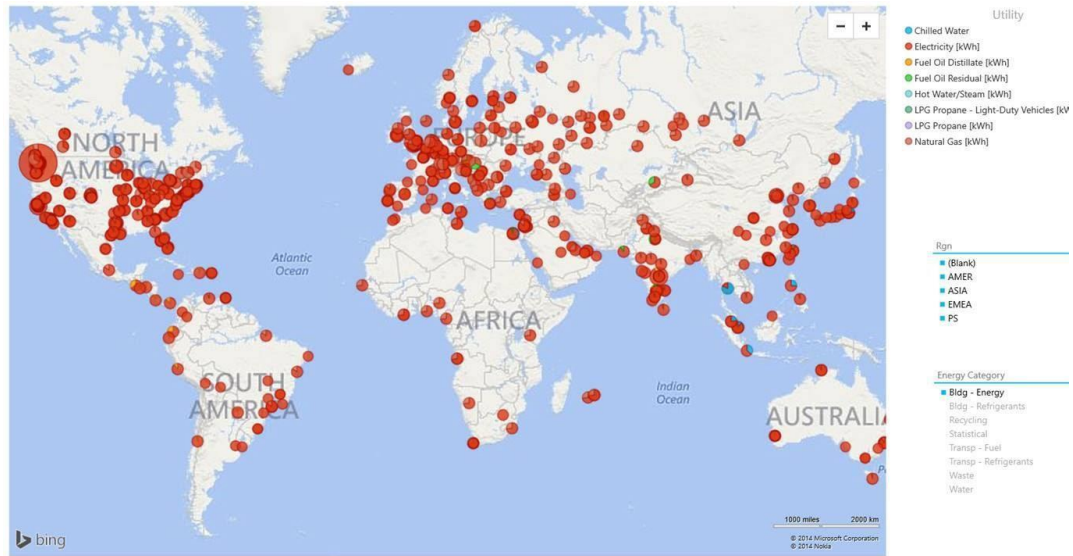 NORTH
AMERICA
EUROPE
ASIA
Atlantic
Ocean
AFRICA
SOUTH
AMERICA
Indian
Ocean
AUSTRALIA
bing
1000 miles 2000 km
© 2014 Microsoft Corporation
© 2014 Nokia
Utility
Chilled Water
Electricity [kWh]
Fuel Oil Distillate [kWh]
Fuel Oil Residual [kWh]
Hot Water/Steam [kWh]
LPG Propane - Light-Duty Vehicles [kW
LPG Propane [kWh]
Natural Gas [kWh]
Rgn
(Blank)
AMER
ASIA
EMEA
PS
Energy Category
Bldg - Energy
Bldg - Refrigerants
Recycling
Statistical
Transp - Fuel
Transp - Refrigerants
Waste
Water